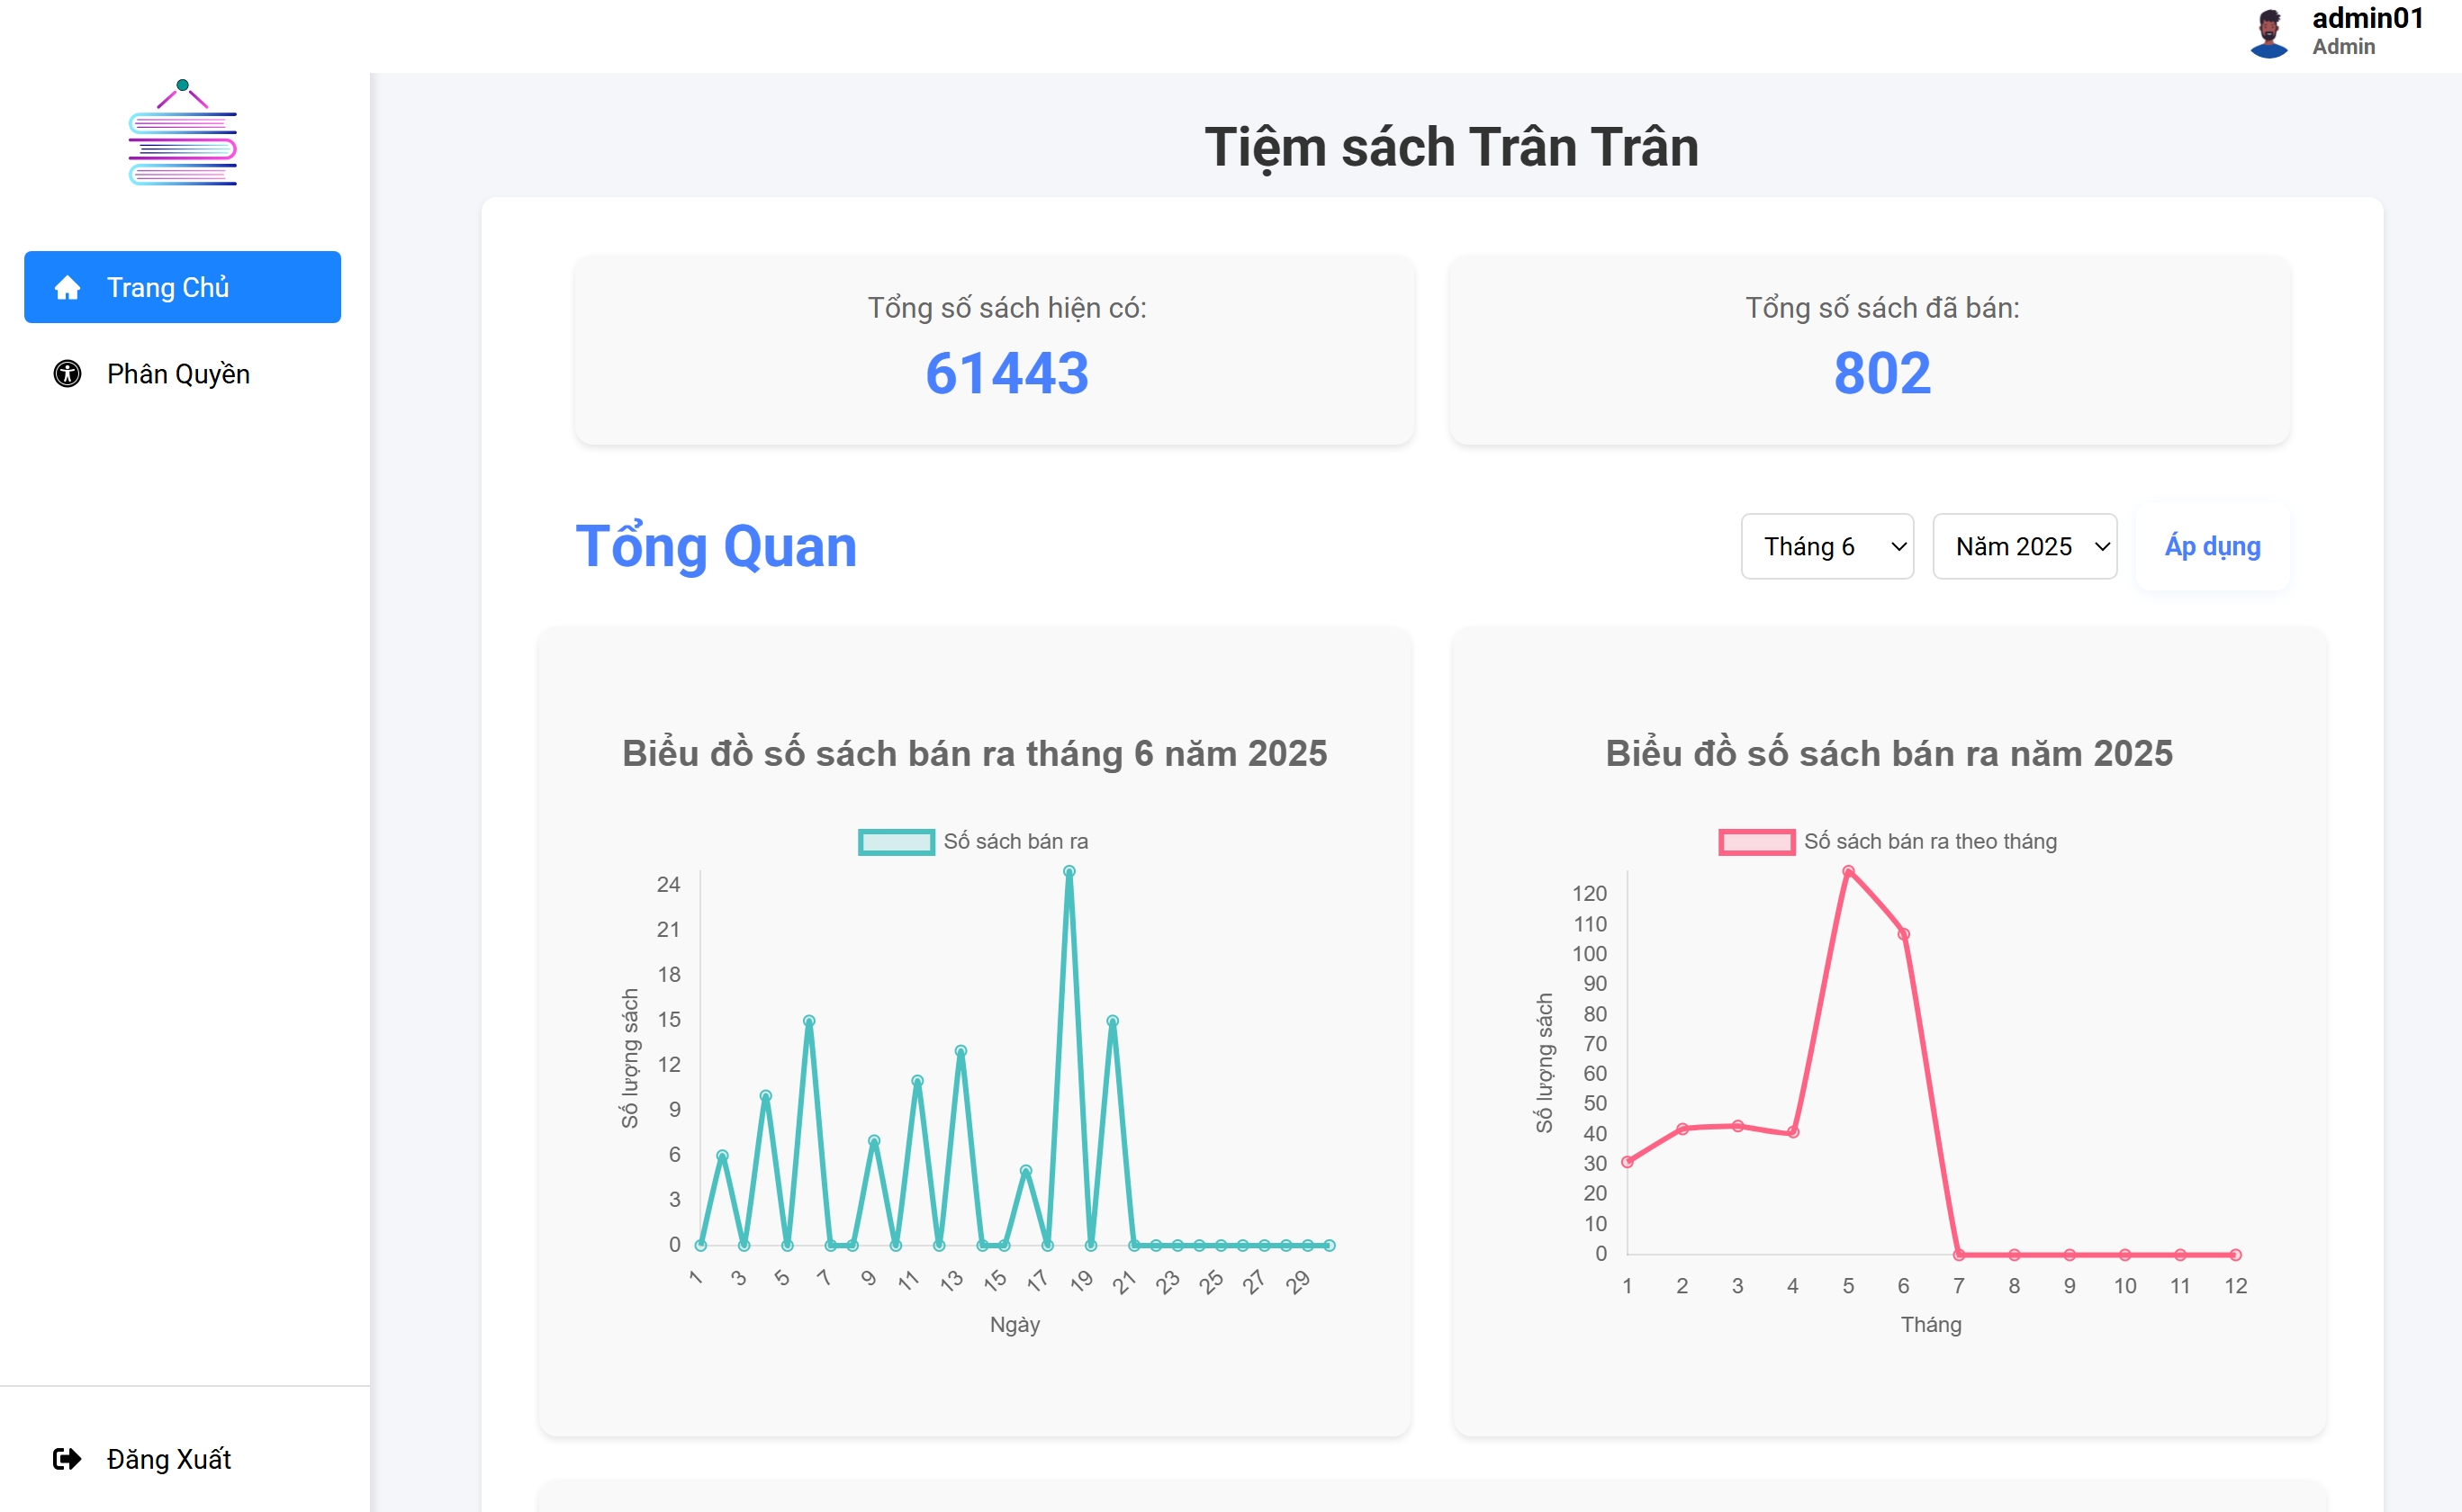 admin01
Admin
Tiệm sách Trân Trân
Trang Chủ
Phân Quyền
Đăng Xuất
Tổng số sách hiện có:
61443
Tổng số sách đã bán:
802
Tổng Quan
Tháng 6
Năm 2025
Áp dụng
Biểu đồ số sách bán ra tháng 6 năm 2025
Số sách bán ra
Số lượng sách
24
21
18
15
12
9
6
3
0
1 3 5 7 9 11 13 15 17 19 21 23 25 27 29
Ngày
Biểu đồ số sách bán ra năm 2025
Số sách bán ra theo tháng
Số lượng sách
120
110
100
90
80
70
60
50
40
30
20
10
0
1 2 3 4 5 6 7 8 9 10 11 12
Tháng